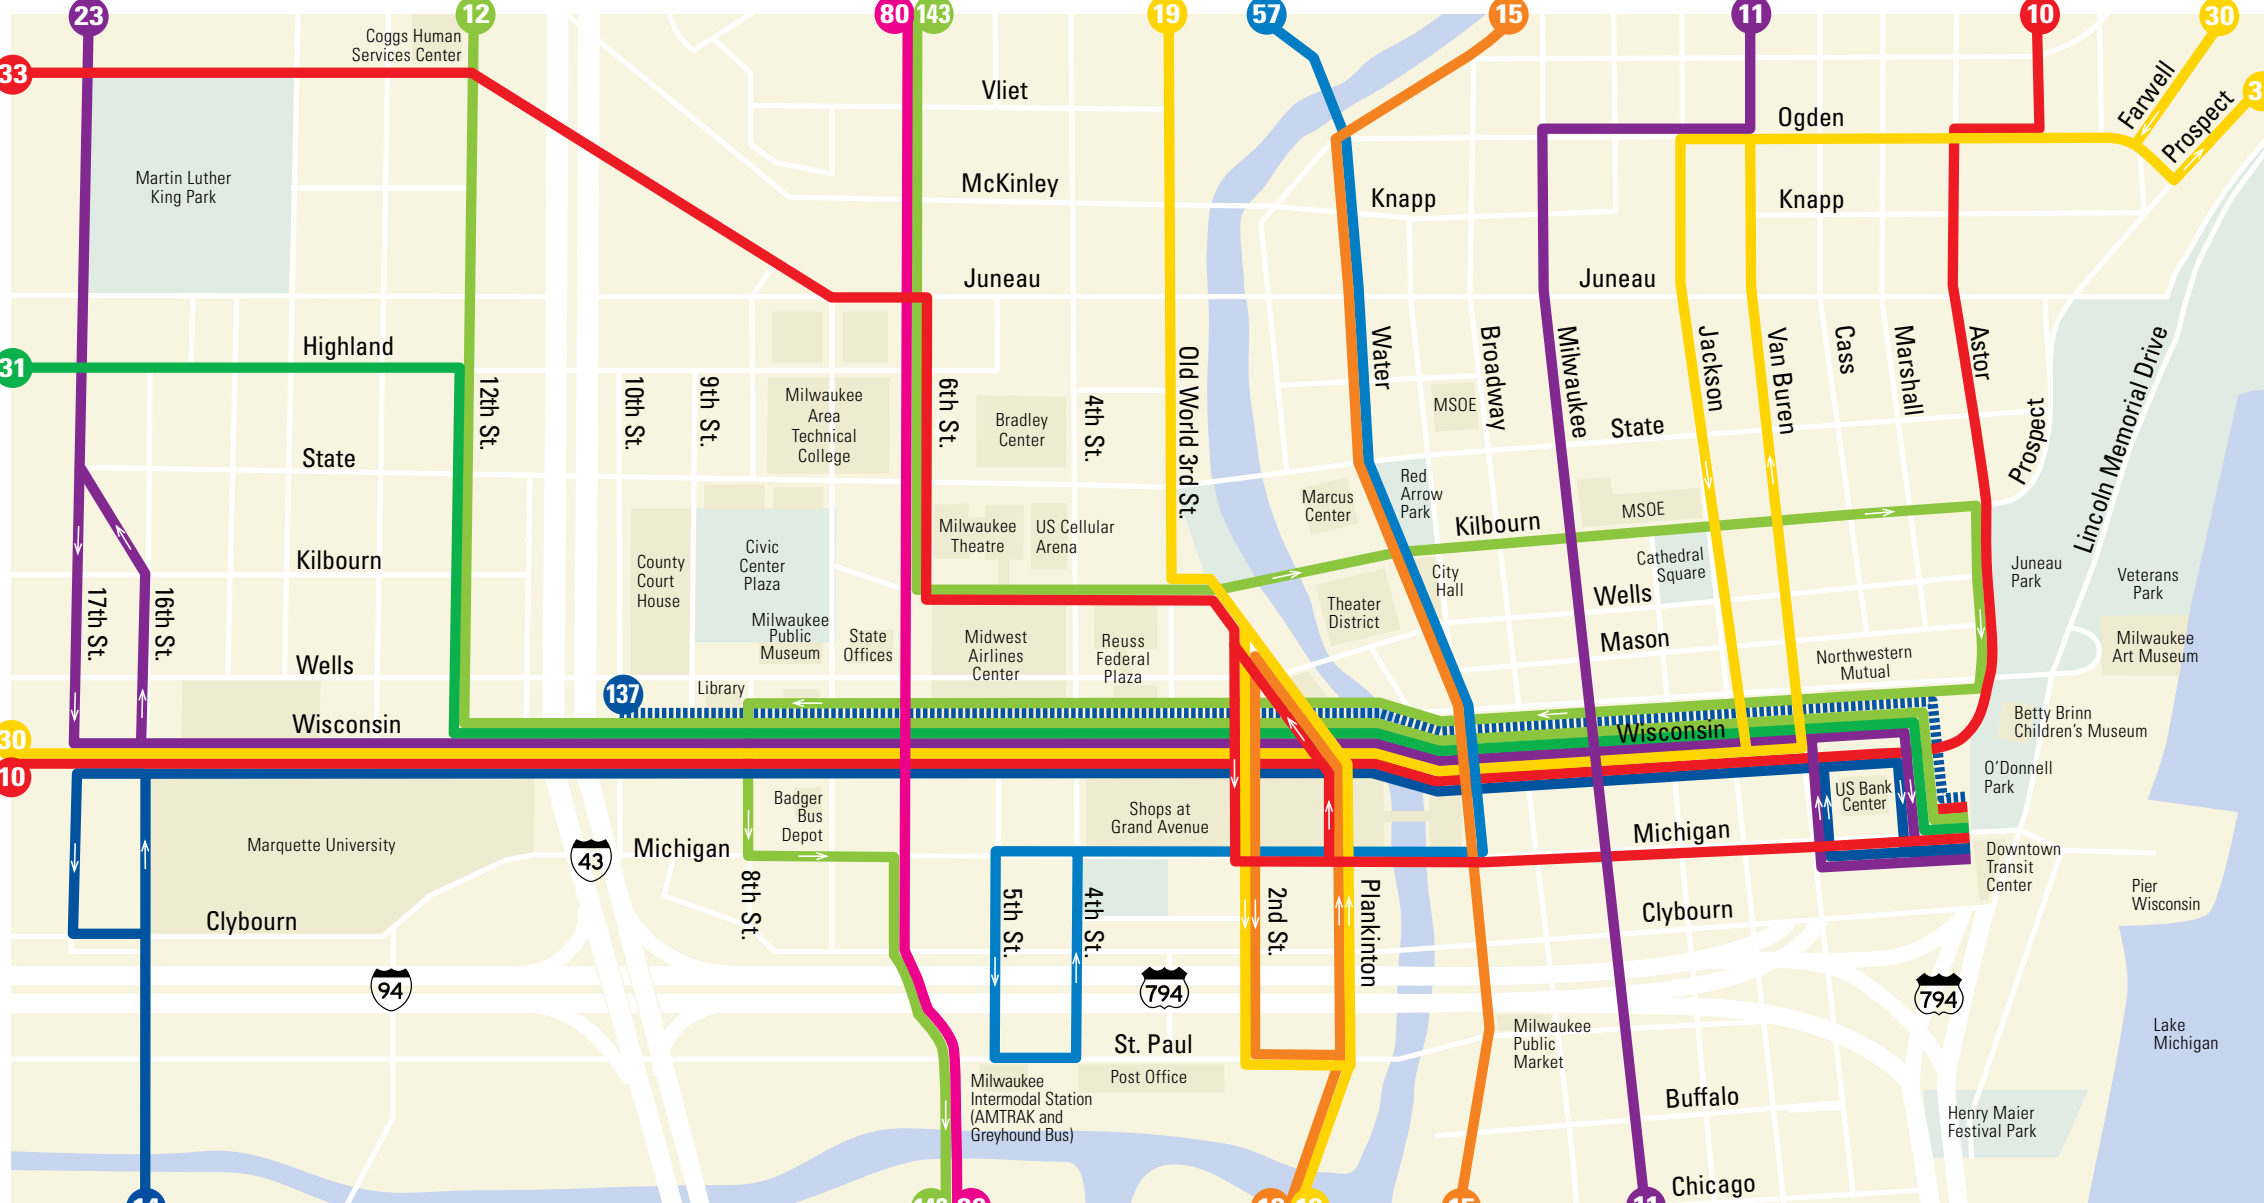 23
12
80
143
19
57
15
11
10
30
Coggs Human
Services Center
33
Vliet
Ogden
Farwell
Prospect
Martin Luther
King Park
McKinley
Knapp
Knapp
Juneau
Juneau
Highland
31
12th St.
10th St.
9th St.
Milwaukee
Area
Technical
College
6th St.
Bradley
Center
4th St.
Old World 3rd St.
Water
MSOE
Broadway
Milwaukee
Jackson
Van Buren
Cass
Marshall
Astor
Prospect
Lincoln Memorial Drive
State
State
Red
Arrow
Park
Marcus
Center
Kilbourn
MSOE
Milwaukee
Theatre
US Cellular
Arena
Kilbourn
County
Court
House
Civic
Center
Plaza
City
Hall
Cathedral
Square
Juneau
Park
Veterans
Park
17th St.
16th St.
Milwaukee
Public
Museum
State
Offices
Midwest
Airlines
Center
Reuss
Federal
Plaza
Theater
District
Wells
Mason
Northwestern
Mutual
Milwaukee
Art Museum
Wells
137
Library
Wisconsin
Wisconsin
Betty Brinn
Children's Museum
30
10
O'Donnell
Park
US Bank
Center
Badger
Bus
Depot
Shops at
Grand Avenue
Marquette University
43
Michigan
Michigan
Downtown
Transit
Center
8th St.
5th St.
4th St.
2nd St.
Plankinton
Clybourn
Clybourn
Pier
Wisconsin
94
794
794
St. Paul
Post Office
Milwaukee
Public
Market
Lake
Michigan
Milwaukee
Intermodal Station
(AMTRAK and
Greyhound Bus)
Buffalo
Henry Maier
Festival Park
Chicago
14
15
11